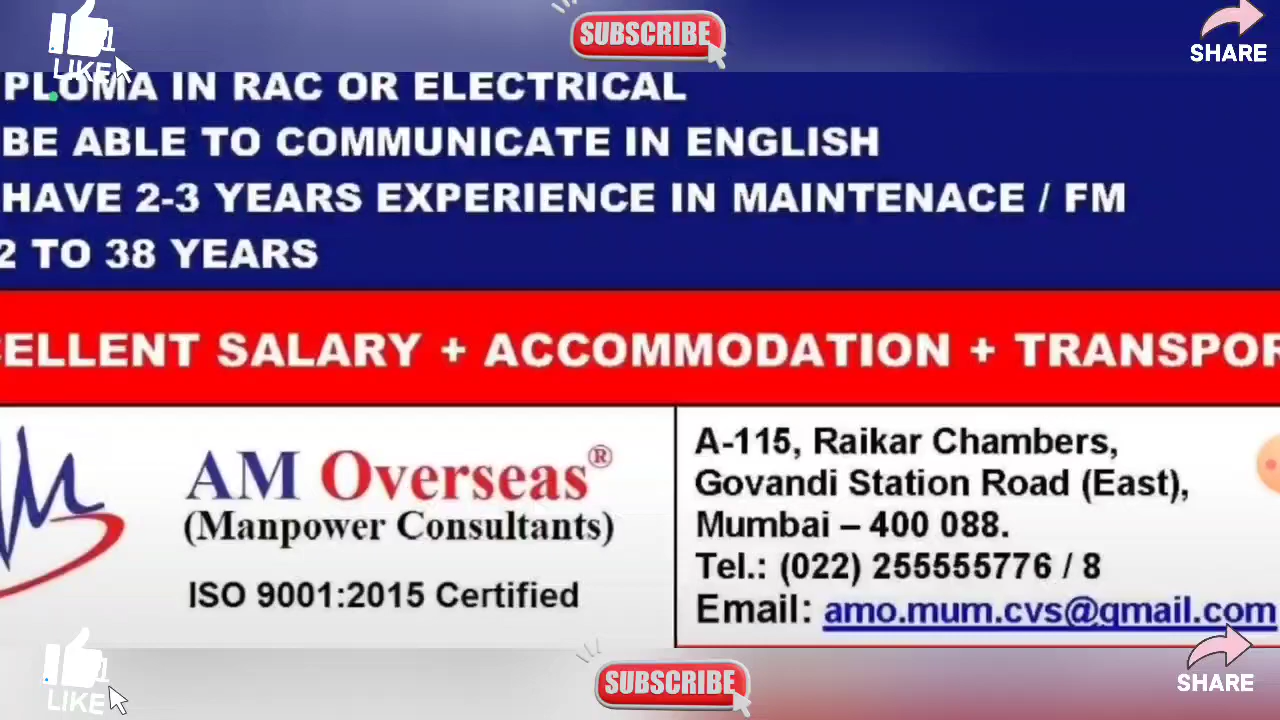 LIKE
SUBSCRIBE
SHARE
PLOMA IN RAC OR ELECTRICAL
BE ABLE TO COMMUNICATE IN ENGLISH
HAVE 2-3 YEARS EXPERIENCE IN MAINTENACE / FM
2 TO 38 YEARS
ELLENT SALARY + ACCOMMODATION + TRANSPOR
AM Overseas®
(Manpower Consultants)
ISO 9001:2015 Certified
A-115, Raikar Chambers,
Govandi Station Road (East),
Mumbai – 400 088.
Tel.: (022) 255555776 / 8
Email: amo.mum.cvs@gmail.com
LIKE
SUBSCRIBE
SHARE